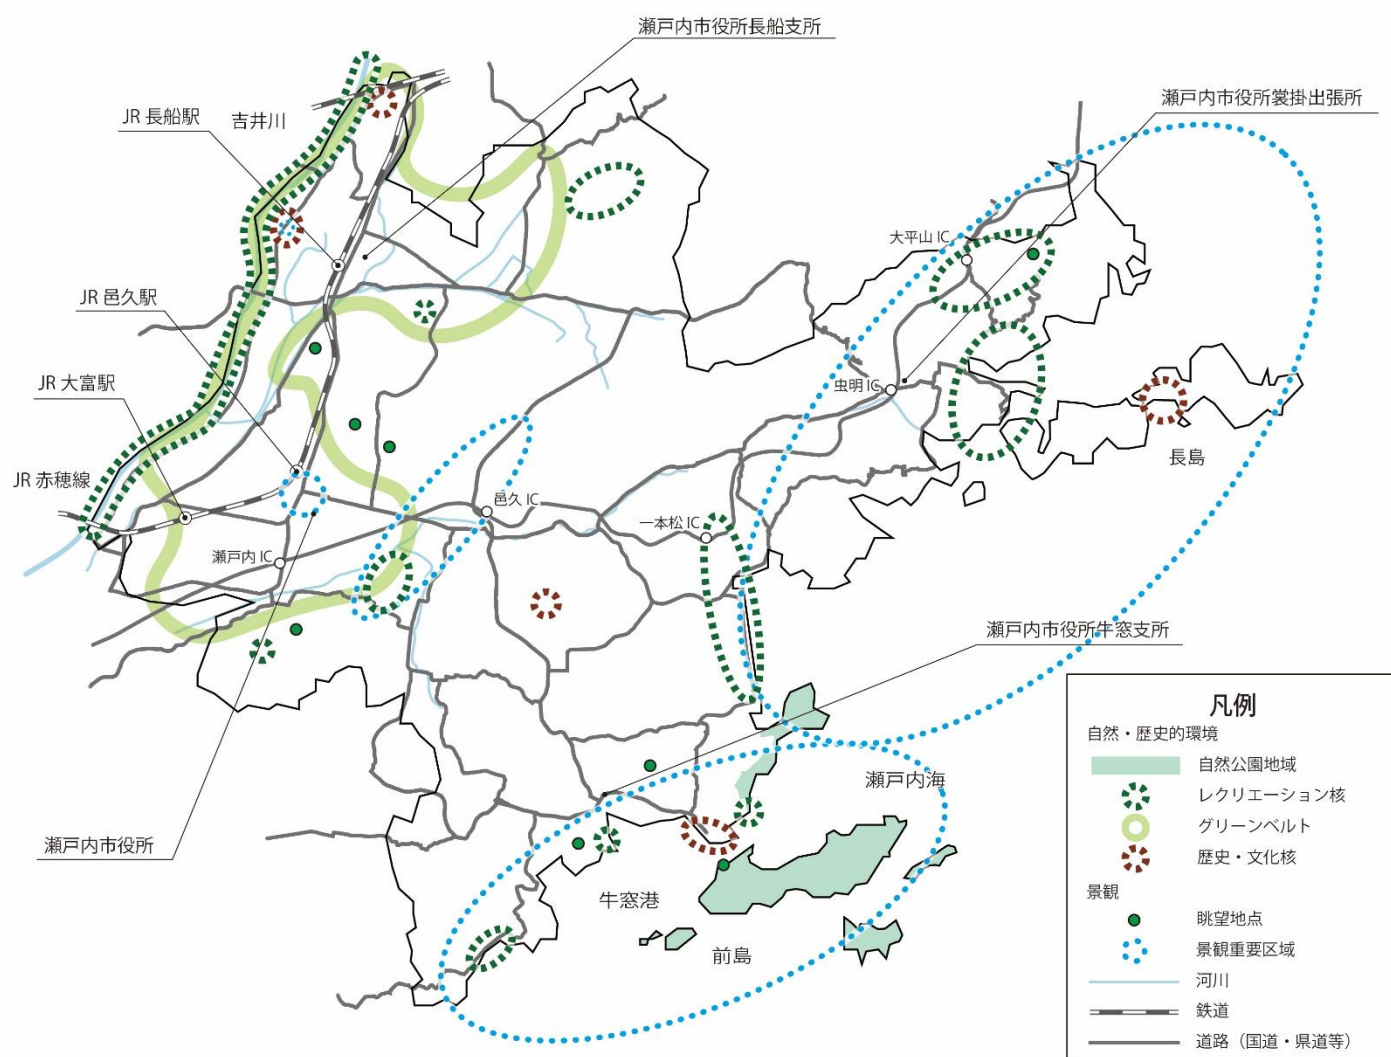 瀬戸内市役所長船支所
瀬戸内市役所裳掛出張所
JR 長船駅
吉井川
大平山 IC
JR 邑久駅
JR 大富駅
虫明 IC
長島
JR 赤穂線
邑久 IC
一本松 IC
瀬戸内 IC
瀬戸内市役所牛窓支所
瀬戸内海
瀬戸内市役所
牛窓港
前島
凡例
自然・歴史的環境
自然公園地域
レクリエーション核
グリーンベルト
歴史・文化核
景観
眺望地点
景観重要区域
河川
鉄道
道路（国道・県道等）